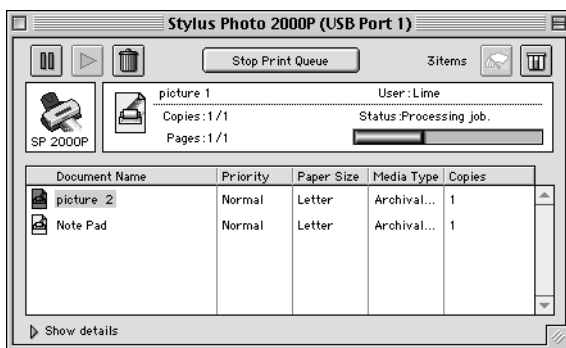 Stylus Photo 2000P (USB Port 1)
Stop Print Queue 3items
picture 1 User:Lime
Copies:1/1 Status:Processing job.
Pages:1/1
SP 2000P
Document Name Priority Paper Size Media Type Copies
picture 2 Normal Letter Archival... 1
Note Pad Normal Letter Archival... 1
Show details